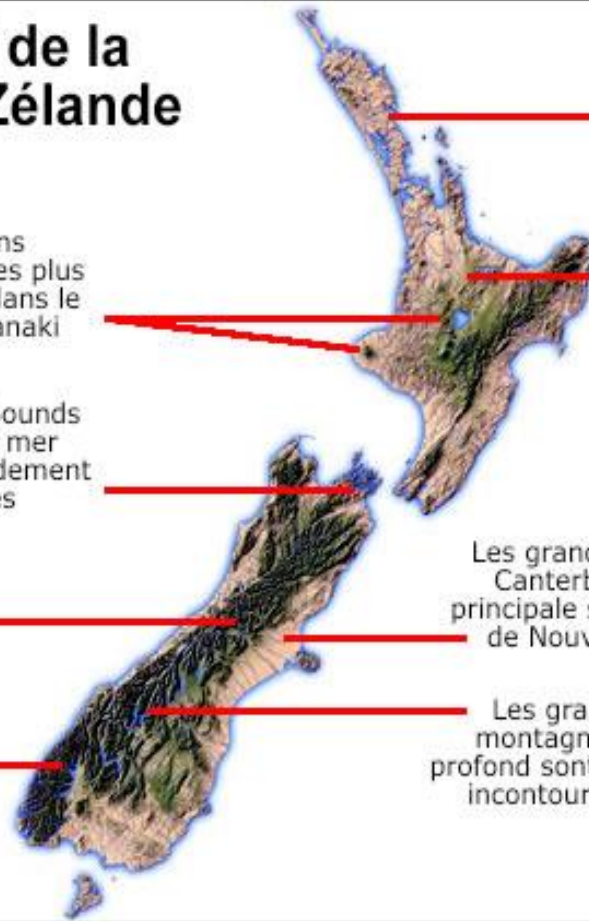 de la
Zélande
ns
es plus
dans le
anaki
ounds
mer
dement
es
Les grand
Canterb
principale s
de Nouv
Les gra
montagn
profond sont
incontour